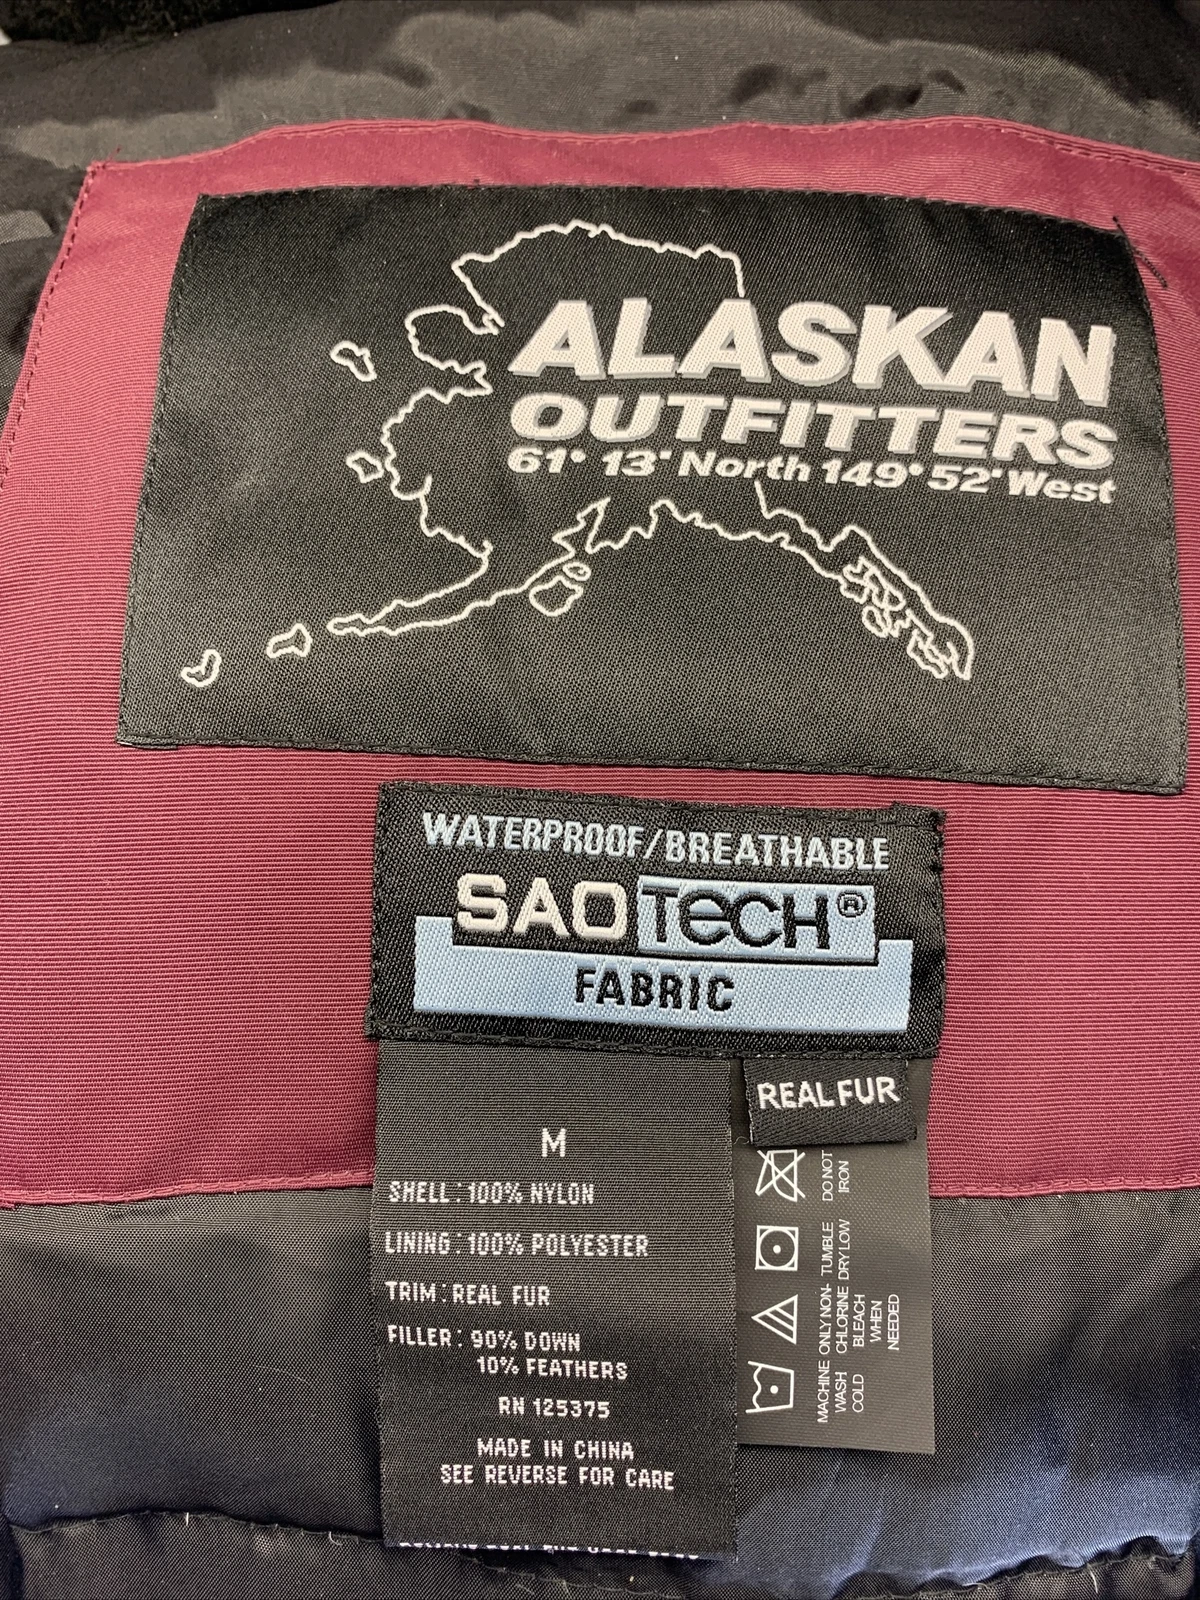 ALASKAN
OUTFITTERS
61° 13' North 149° 52' West
WATERPROOF/BREATHABLE
SAO TECH®
FABRIC
REAL FUR
M
SHELL: 100% NYLON
LINING: 100% POLYESTER
TRIM: REAL FUR
FILLER: 90% DOWN
10% FEATHERS
RN 125375
MADE IN CHINA
SEE REVERSE FOR CARE
MACHINE
WASH
COLD
ONLY NON-
CHLORINE
BLEACH
WHEN
NEEDED
TUMBLE
DRY LOW
DO NOT
IRON